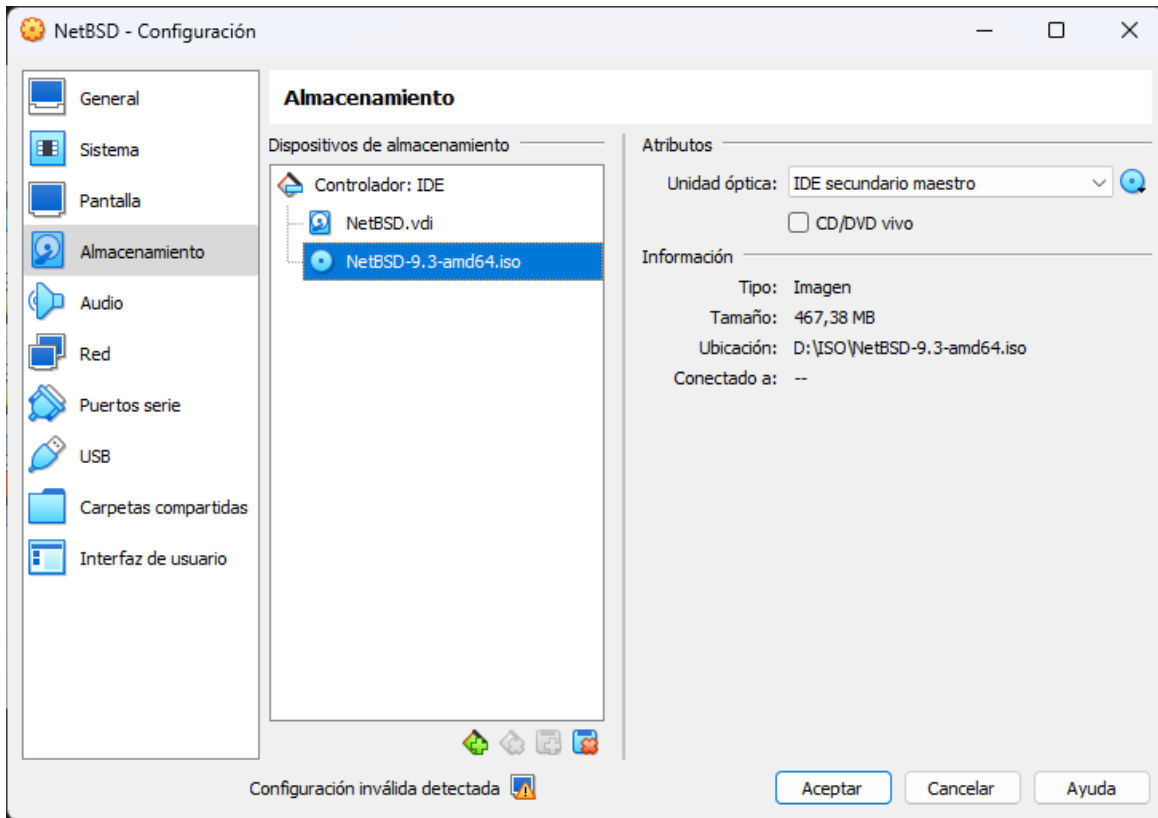 NetBSD - Configuración
General
Sistema
Pantalla
Almacenamiento
Audio
Red
Puertos serie
USB
Carpetas compartidas
Interfaz de usuario
Almacenamiento
Dispositivos de almacenamiento
Controlador: IDE
NetBSD.vdi
NetBSD-9.3-amd64.iso
Atributos
Unidad óptica: IDE secundario maestro
CD/DVD vivo
Información
Tipo: Imagen
Tamaño: 467,38 MB
Ubicación: D:\ISO\NetBSD-9.3-amd64.iso
Conectado a: --
Configuración inválida detectada
Aceptar Cancelar Ayuda